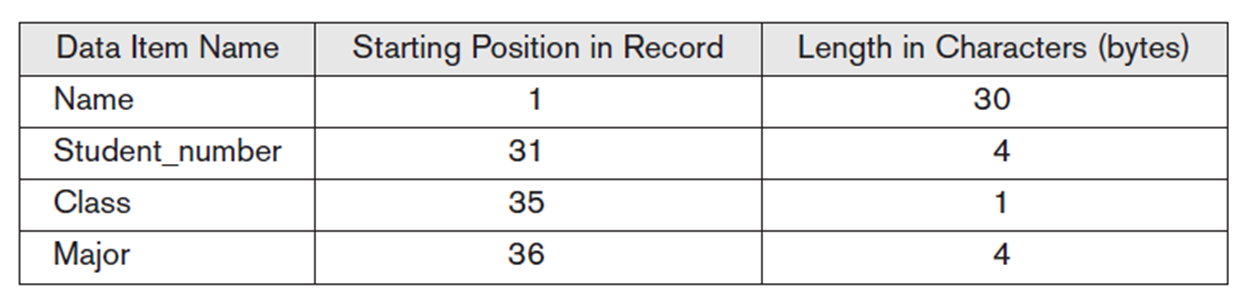 Data Item Name Starting Position in Record Length in Characters (bytes)
Name 1 30
Student_number 31 4
Class 35 1
Major 36 4